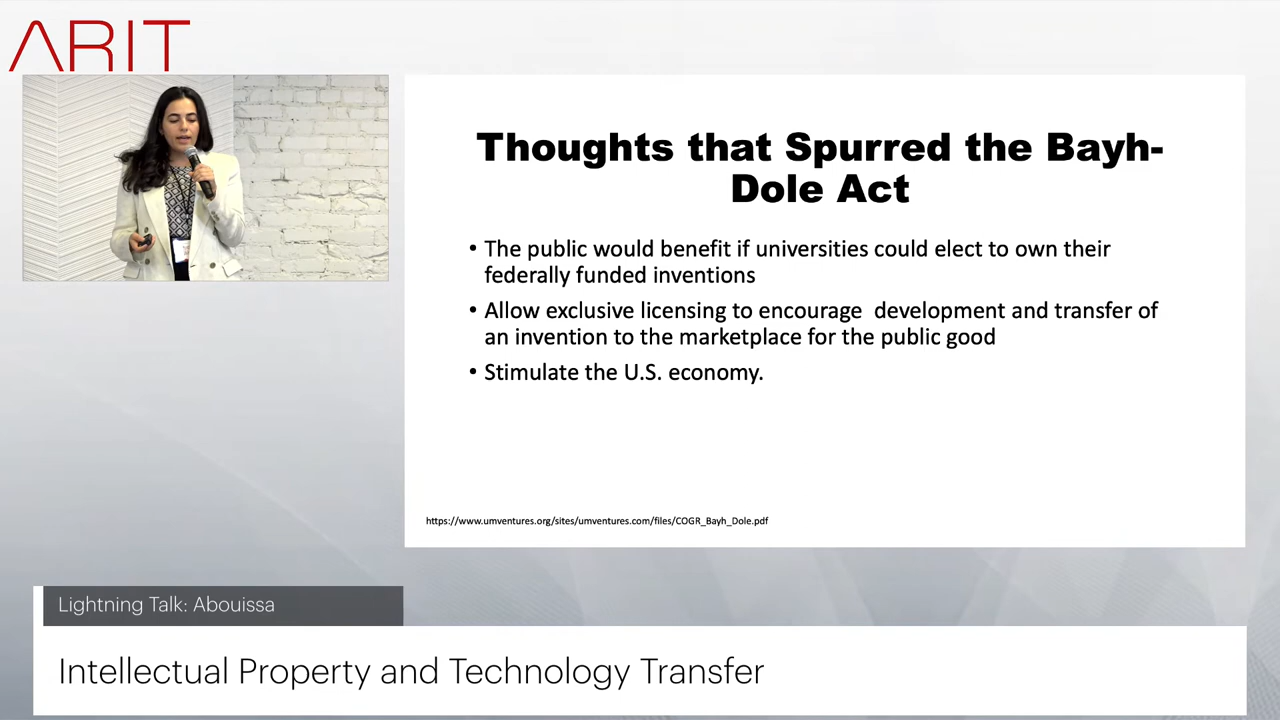 ARIT
Thoughts that Spurred the Bayh-
Dole Act
• The public would benefit if universities could elect to own their
federally funded inventions
• Allow exclusive licensing to encourage  development and transfer of
an invention to the marketplace for the public good
• Stimulate the U.S. economy.
https://www.umventures.org/sites/umventures.com/files/COGR_Bayh_Dole.pdf
Lightning Talk: Abouissa
Intellectual Property and Technology Transfer